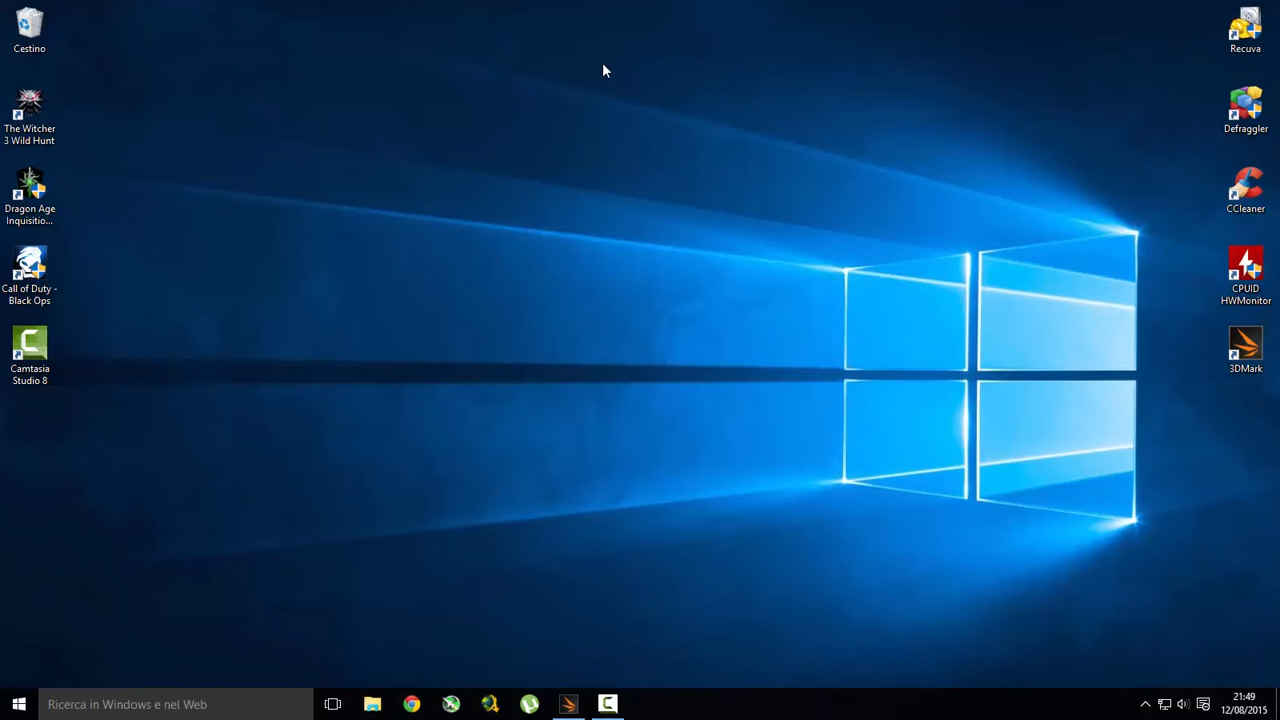 Cestino
The Witcher
3 Wild Hunt
Dragon Age
Inquisitio...
Call of Duty -
Black Ops
Camtasia
Studio 8
Recuva
Defraggler
CCleaner
CPUID
HWMonitor
3DMark
Ricerca in Windows e nel Web
21:49
12/08/2015